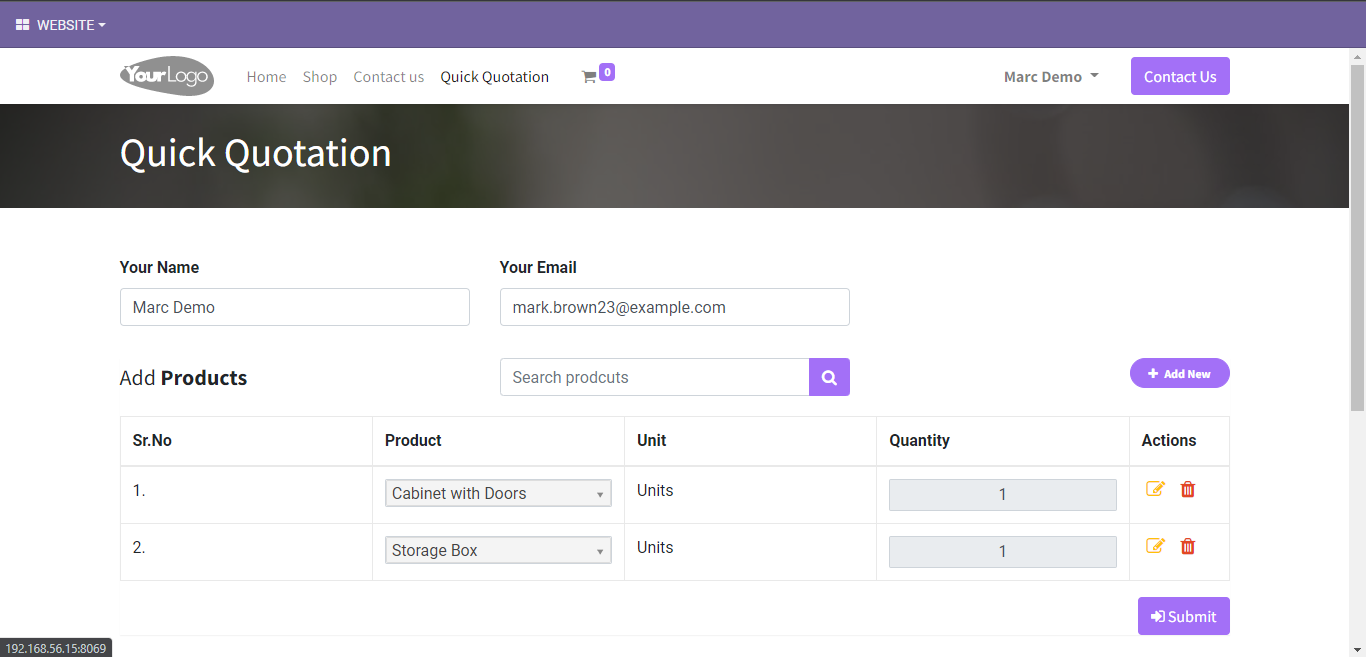 WEBSITE
YourLogo Home Shop Contact us Quick Quotation 0 Marc Demo Contact Us
Quick Quotation
Your Name Your Email
Marc Demo mark.brown23@example.com
Add Products Search prodcuts Add New
Sr.No Product Unit Quantity Actions
1. Cabinet with Doors Units 1
2. Storage Box Units 1
Submit
192.168.56.15:8069